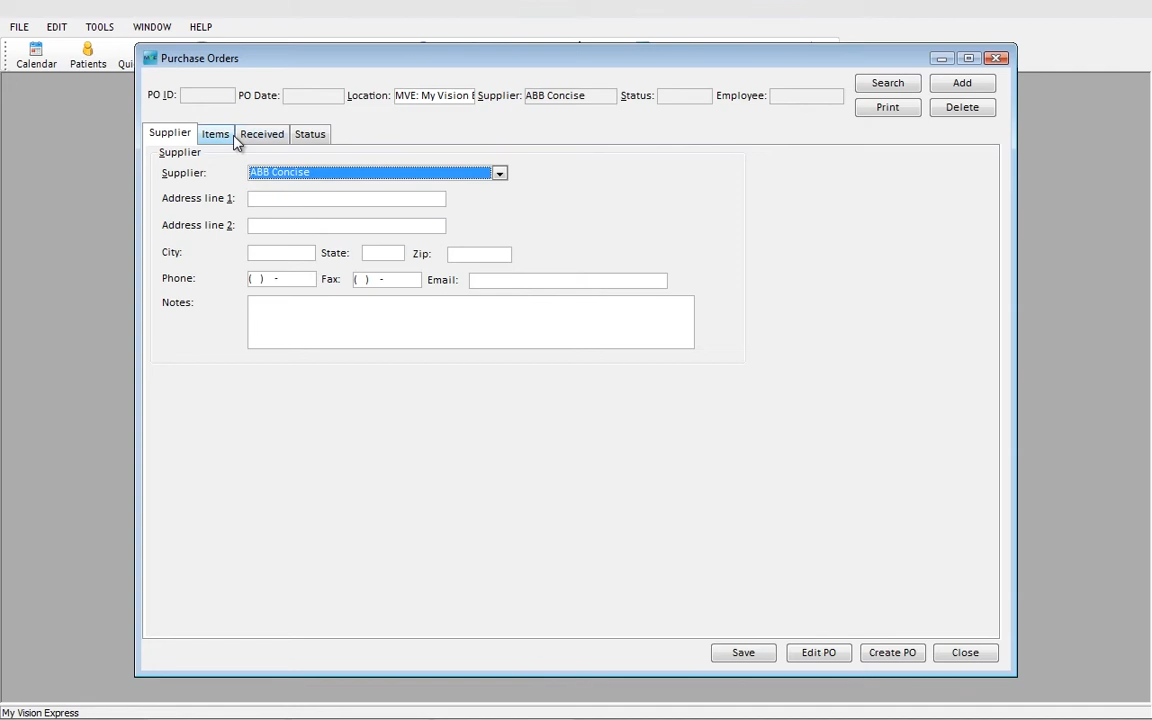 FILE EDIT TOOLS WINDOW HELP
Calendar Patients Qui
Purchase Orders
PO ID: PO Date: Location: MVE: My Vision E Supplier: ABB Concise Status: Employee:
Search Add
Print Delete
Supplier Items Received Status
Supplier
Supplier: ABB Concise
Address line 1:
Address line 2:
City: State: Zip:
Phone: ( ) - Fax: ( ) - Email:
Notes:
Save Edit PO Create PO Close
My Vision Express